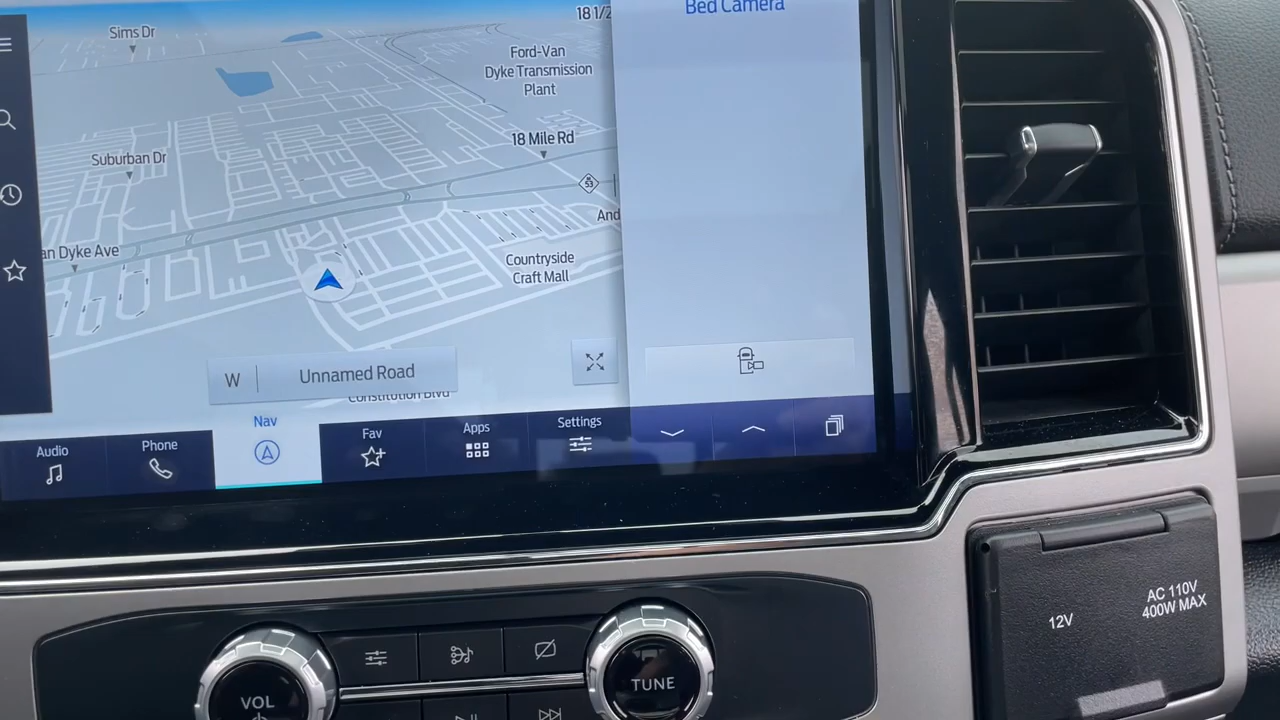 Sims Dr
18 1/2
Bed Camera
Ford-Van
Dyke Transmission
Plant
18 Mile Rd
Suburban Dr
53
And
an Dyke Ave
Countryside
Craft Mall
W
Unnamed Road
Constitution Blvd
Audio
Phone
Nav
Fav
Apps
Settings
VOL
TUNE
12V
AC 110V
400W MAX